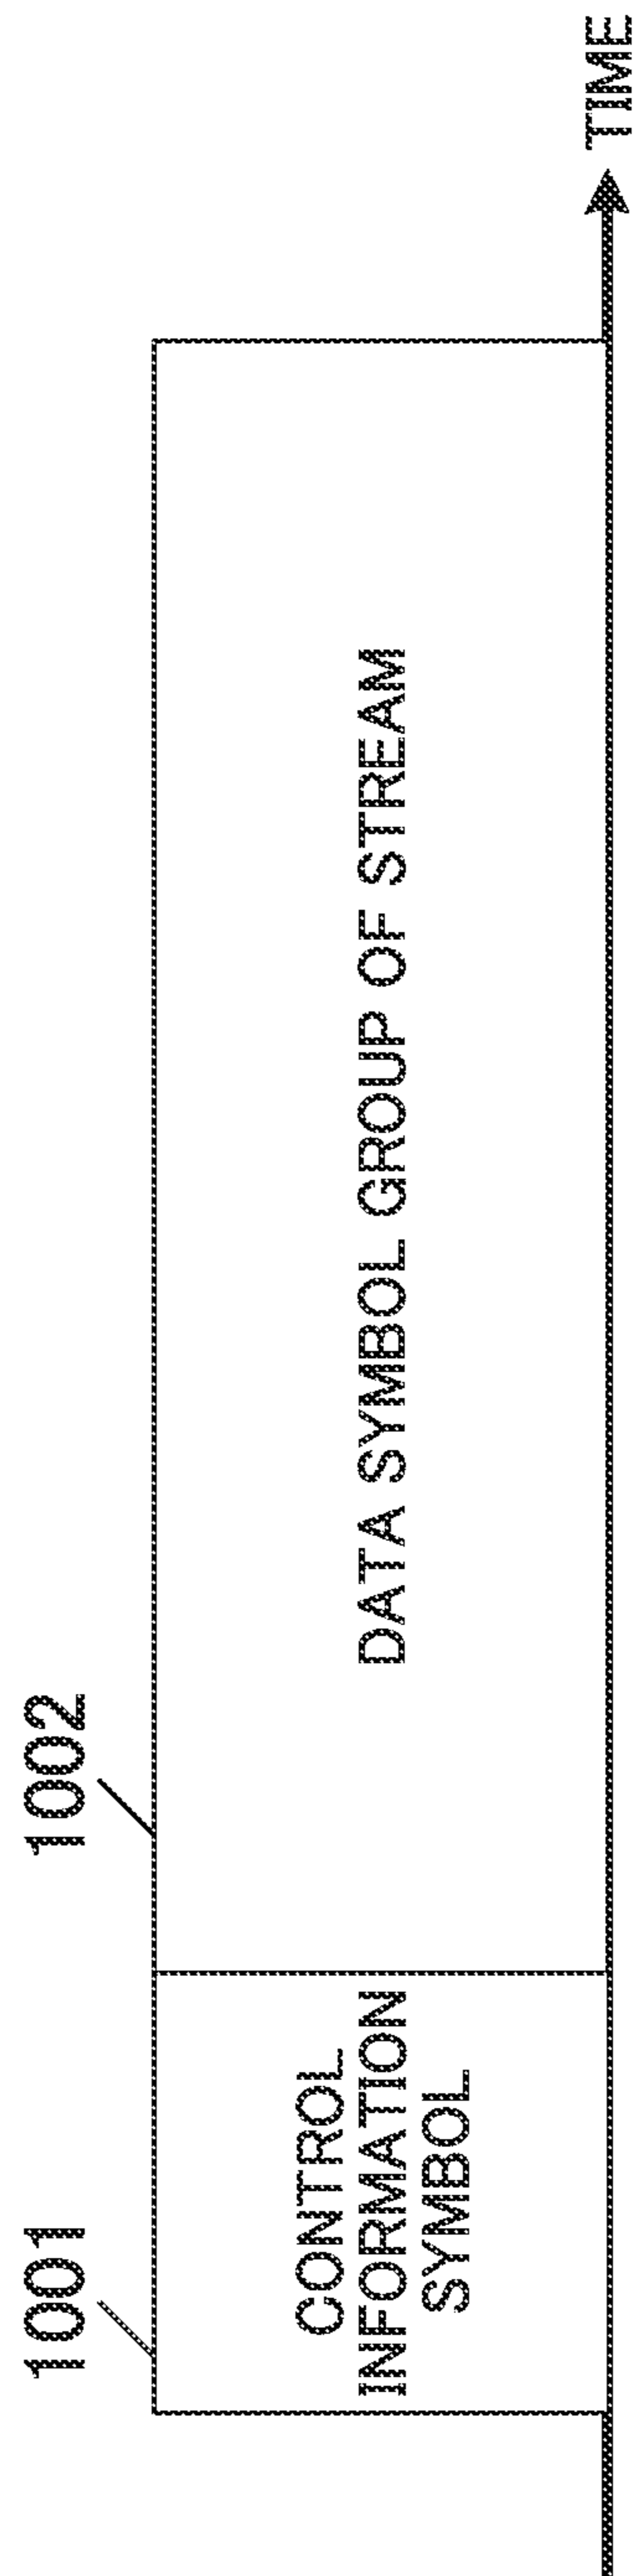 1001
1002
CONTROL
INFORMATION
SYMBOL
DATA SYMBOL GROUP OF STREAM
TIME